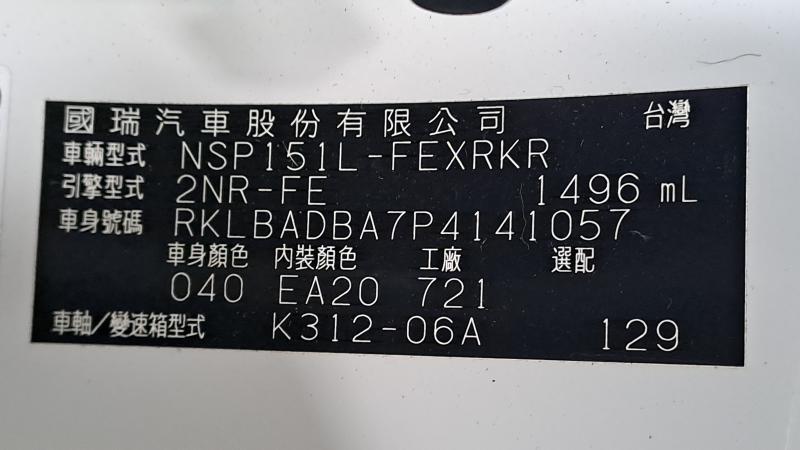 國瑞汽車股份有限公司 台灣
車輛型式 NSP151L-FEXRKR
引擎型式 2NR-FE 1496 mL
車身號碼 RKLBADBA7P4141057
車身顏色 內裝顏色 工廠 選配
040 EA20 721
車軸/變速箱型式 K312-06A 129